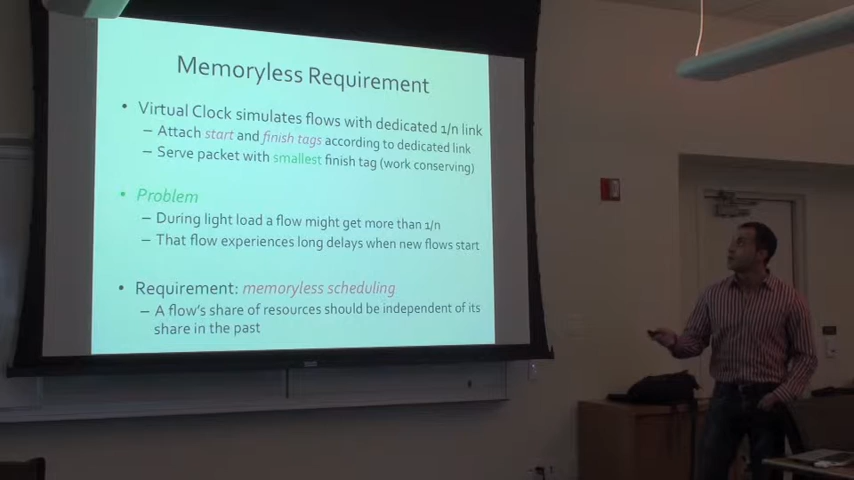 Memoryless Requirement
• Virtual Clock simulates flows with dedicated 1/n link
– Attach start and finish tags according to dedicated link
– Serve packet with smallest finish tag (work conserving)
• Problem
– During light load a flow might get more than 1/n
– That flow experiences long delays when new flows start
• Requirement: memoryless scheduling
– A flow's share of resources should be independent of its
share in the past